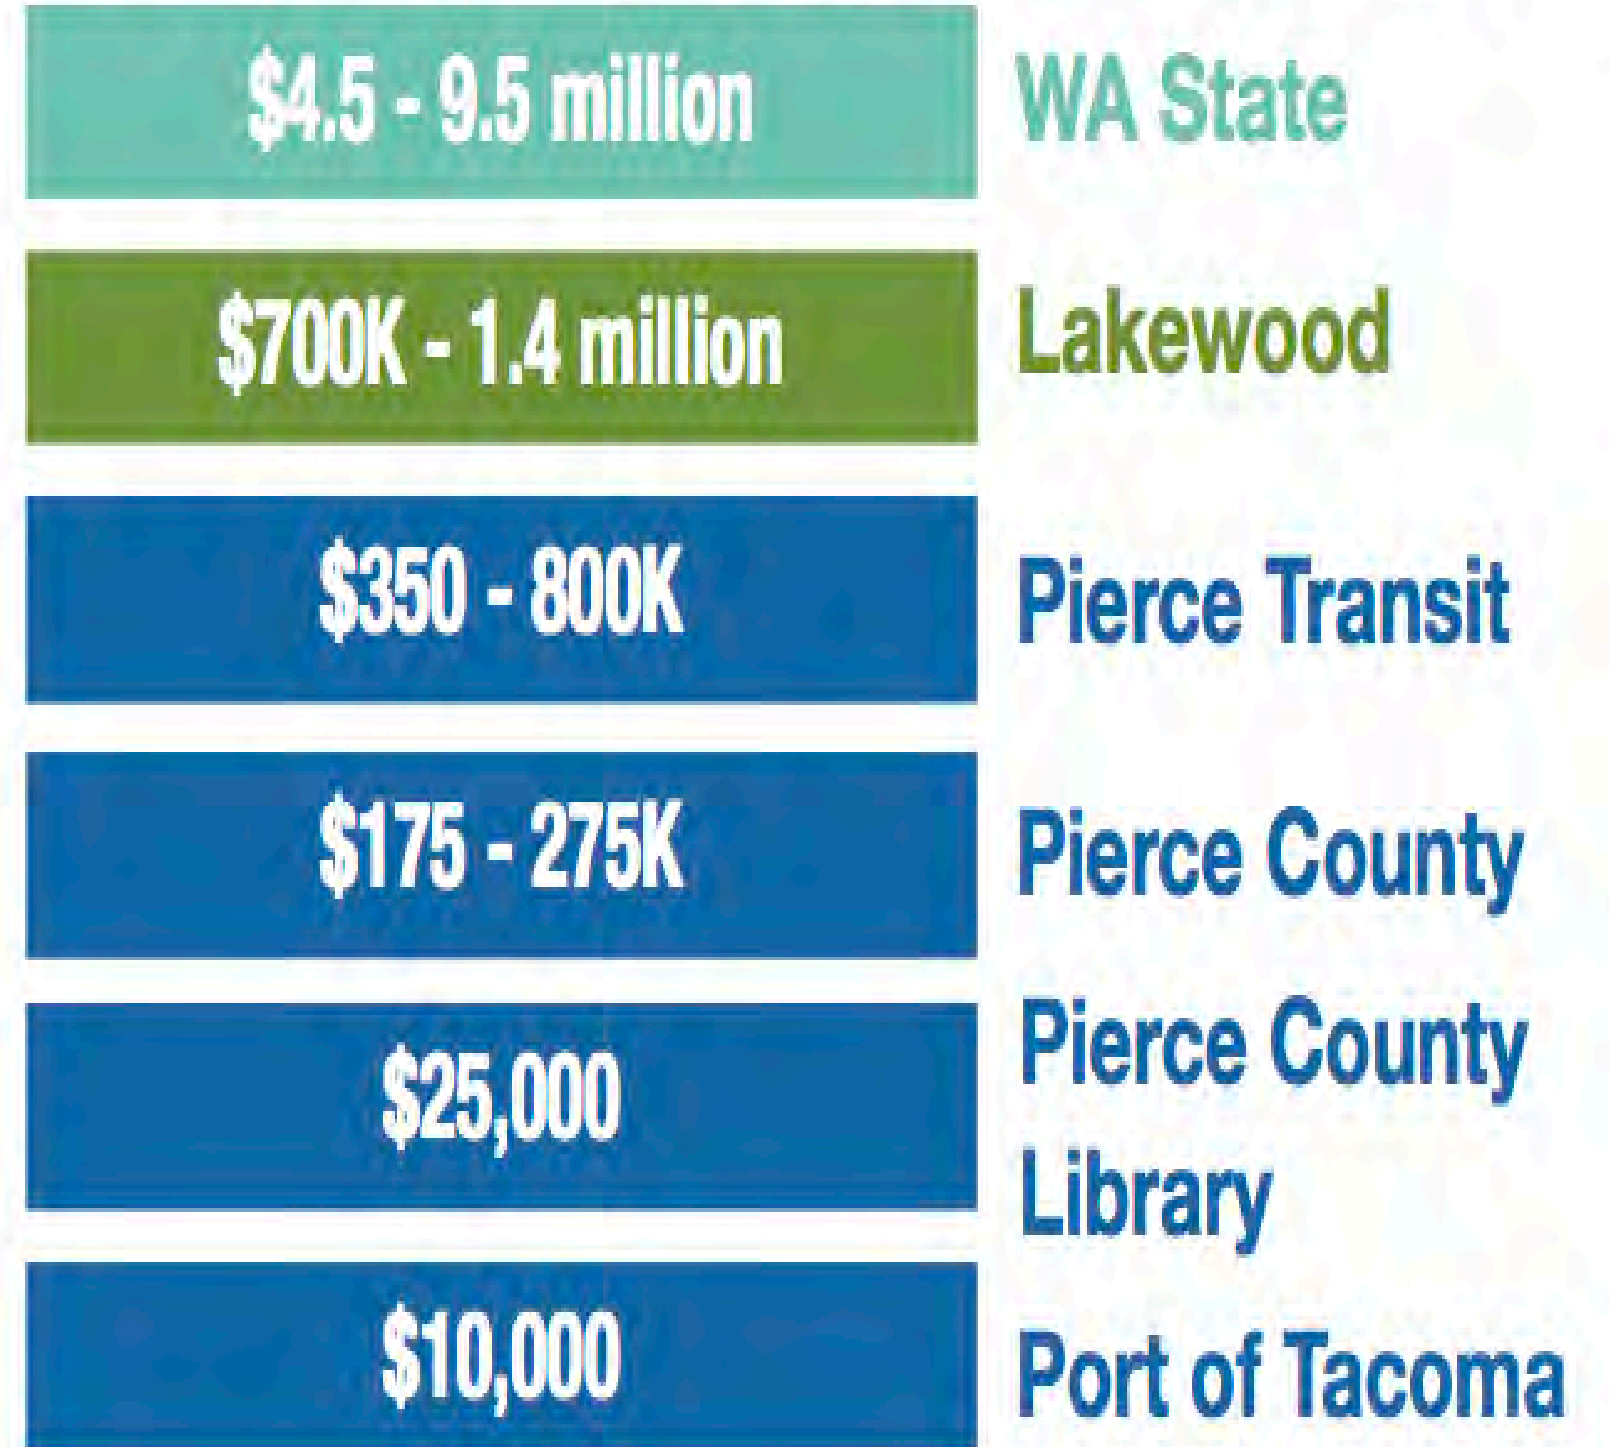 $4.5 - 9.5 million WA State
$700K - 1.4 million Lakewood
$350 - 800K Pierce Transit
$175 - 275K Pierce County
$25,000 Pierce County
Library
$10,000 Port of Tacoma